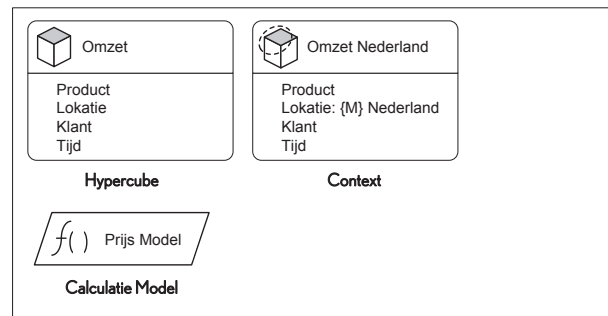 Omzet
Product
Lokatie
Klant
Tijd
Hypercube
Omzet Nederland
Product
Lokatie: {M} Nederland
Klant
Tijd
Context
f() Prijs Model
Calculatie Model